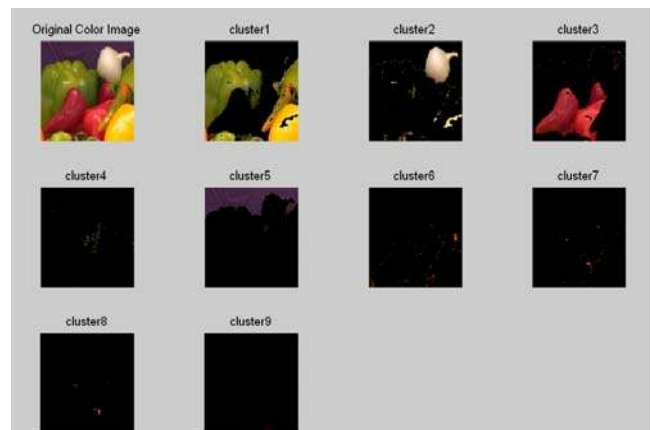 Original Color Image
cluster1
cluster2
cluster3
cluster4
cluster5
cluster6
cluster7
cluster8
cluster9